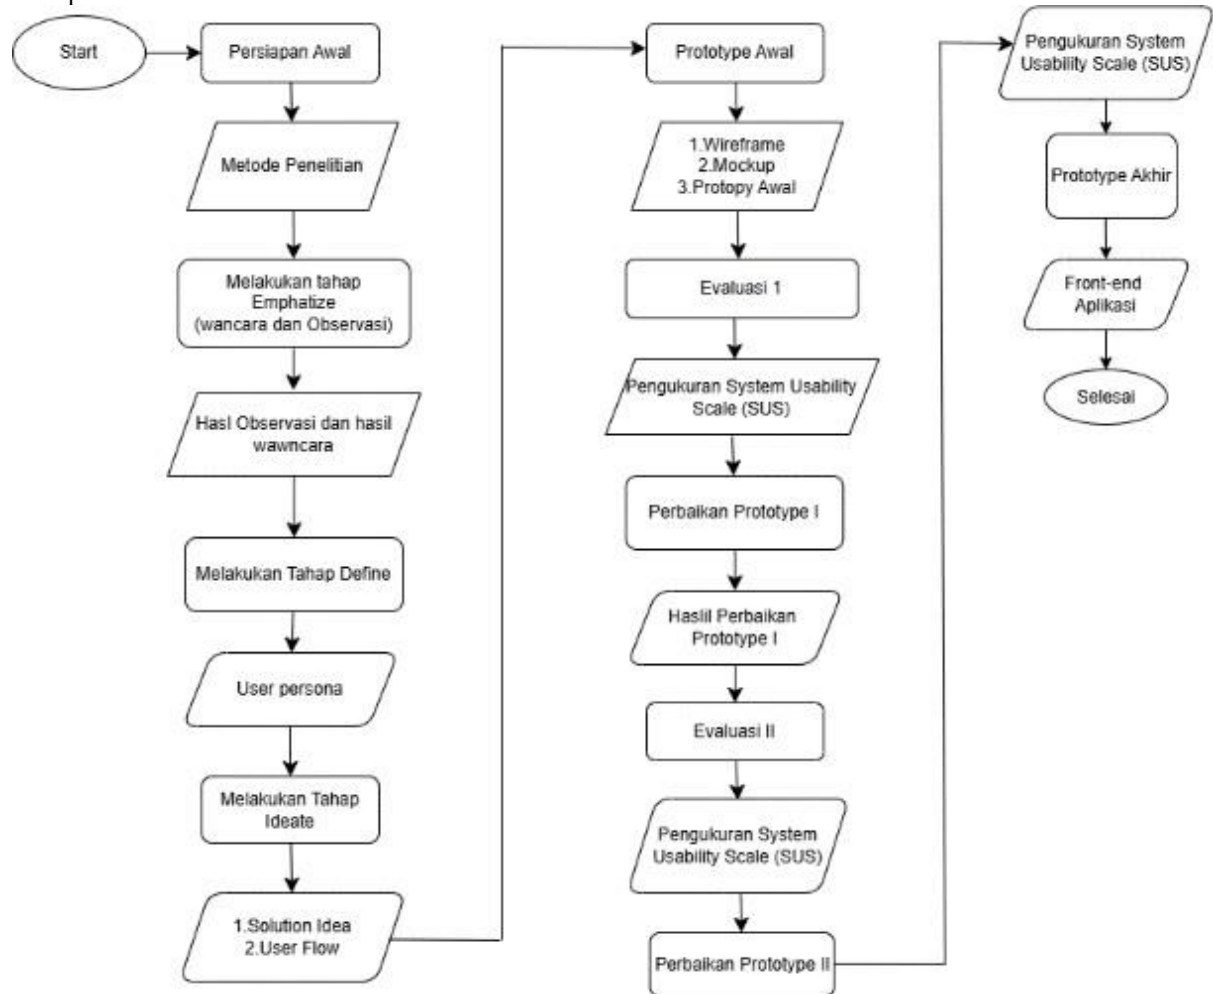 Start
Persiapan Awal
Metode Penelitian
Melakukan tahap
Emphatize
(wancara dan Observasi)
Hasl Observasi dan hasil
wawncara
Melakukan Tahap Define
User persona
Melakukan Tahap
Ideate
1.Solution Idea
2.User Flow
Prototype Awal
1.Wireframe
2.Mockup
3.Protopy Awal
Evaluasi 1
Pengukuran System Usability
Scale (SUS)
Perbaikan Prototype I
Haslil Perbaikan
Prototype I
Evaluasi II
Pengukuran System
Usability Scale (SUS)
Perbaikan Prototype II
Pengukuran System
Usability Scale (SUS)
Prototype Akhir
Front-end
Aplikasi
Selesai